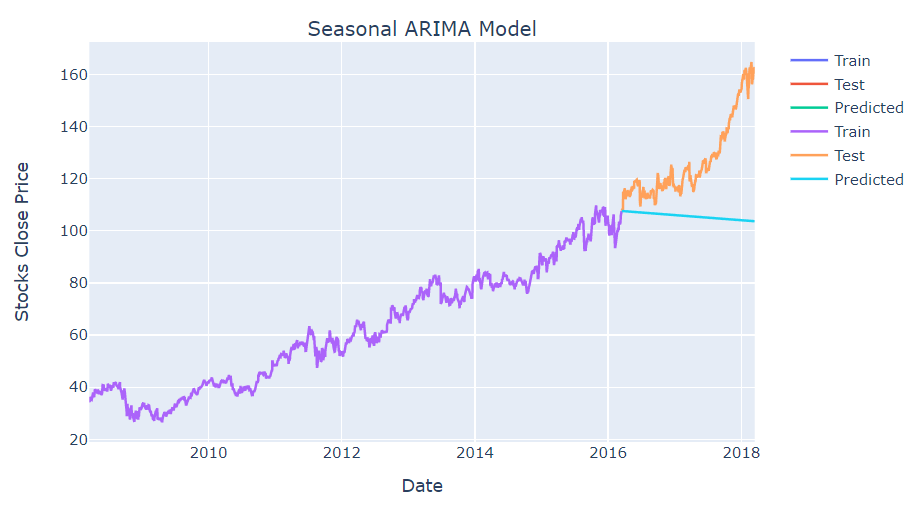 Seasonal ARIMA Model
Stocks Close Price
160
140
120
100
80
60
40
20
2010
2012
2014
2016
2018
Date
Train
Test
Predicted
Train
Test
Predicted